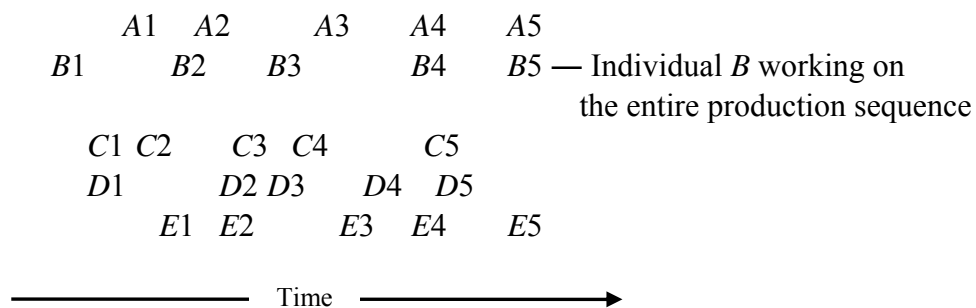 A1 A2 A3 A4 A5
B1 B2 B3 B4 B5 — Individual B working on
the entire production sequence
C1 C2 C3 C4 C5
D1 D2 D3 D4 D5
E1 E2 E3 E4 E5
Time